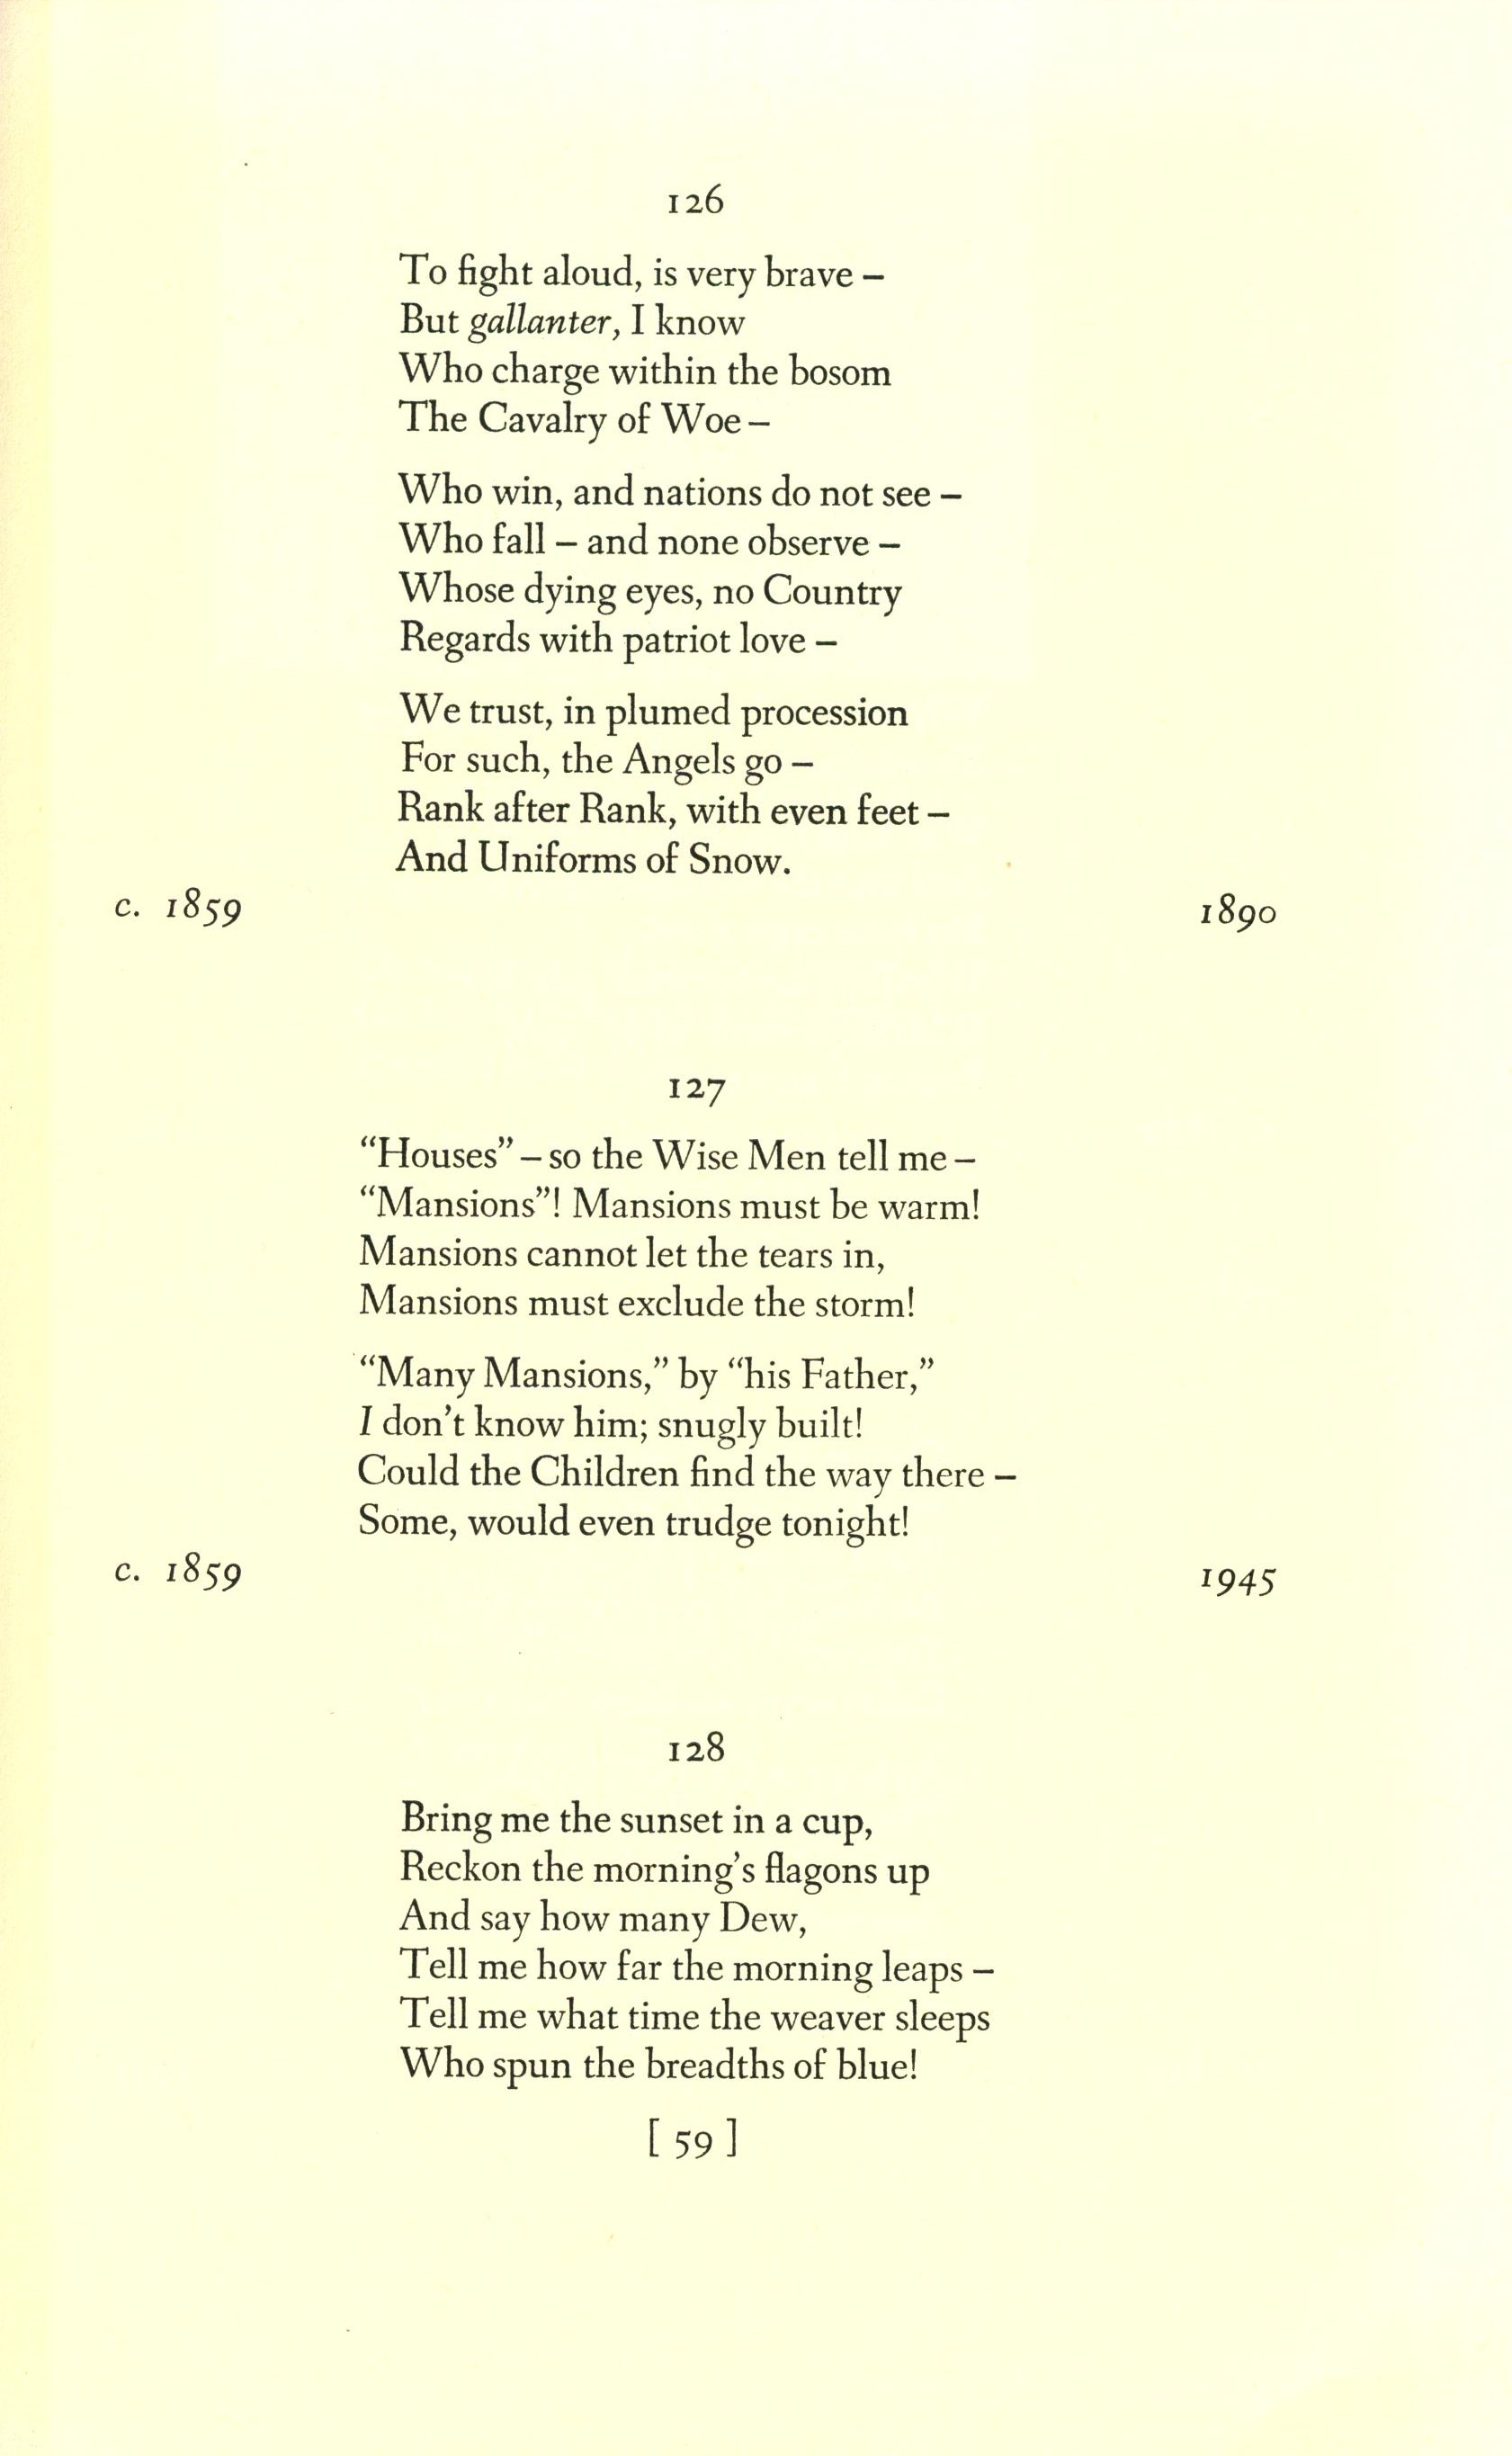 126
To fight aloud, is very brave –
But gallanter, I know
Who charge within the bosom
The Cavalry of Woe –
Who win, and nations do not see –
Who fall – and none observe –
Whose dying eyes, no Country
Regards with patriot love –
We trust, in plumed procession
For such, the Angels go –
Rank after Rank, with even feet –
And Uniforms of Snow.
c. 1859 1890
127
“Houses” – so the Wise Men tell me –
“Mansions”! Mansions must be warm!
Mansions cannot let the tears in,
Mansions must exclude the storm!
“Many Mansions,” by “his Father,”
I don’t know him; snugly built!
Could the Children find the way there –
Some, would even trudge tonight!
c. 1859 1945
128
Bring me the sunset in a cup,
Reckon the morning’s flagons up
And say how many Dew,
Tell me how far the morning leaps –
Tell me what time the weaver sleeps
Who spun the breadths of blue!
[ 59 ]